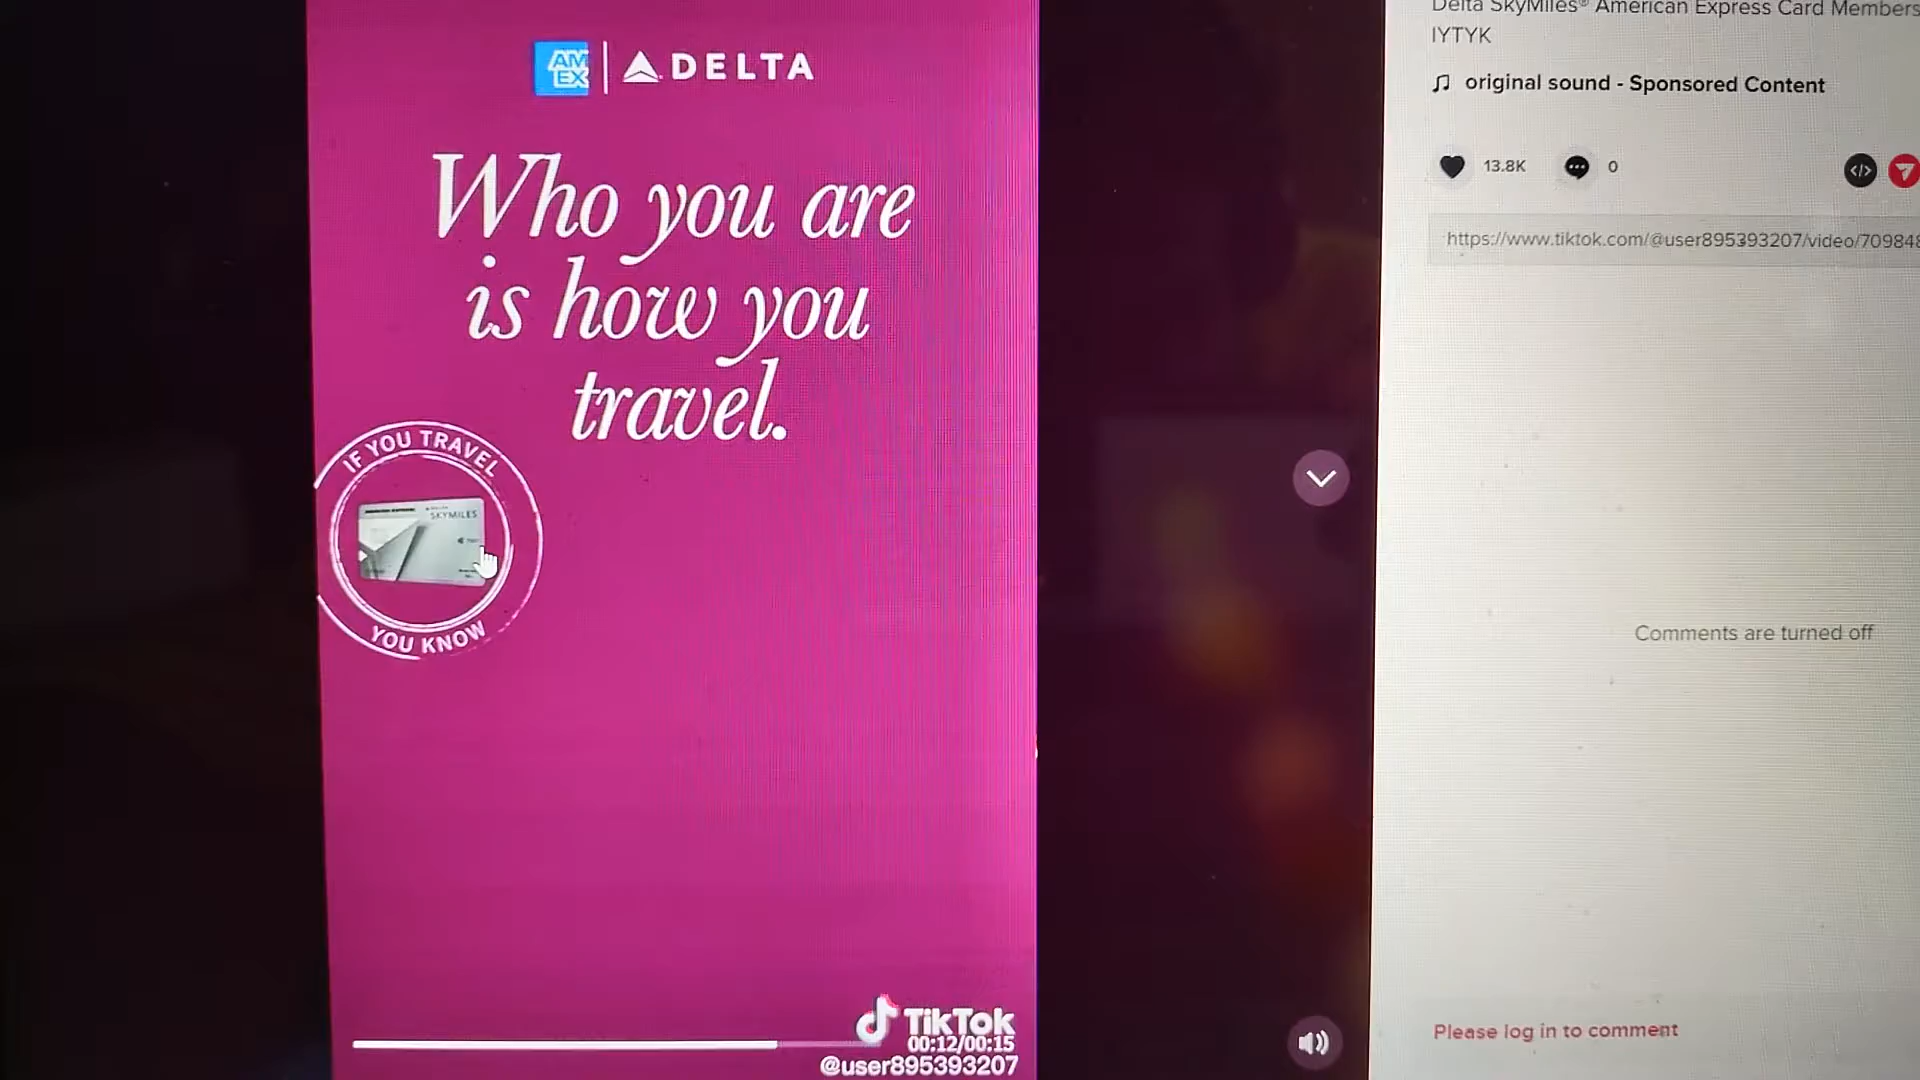 AM
EX
DELTA
Who you are
is how you
travel.
IF YOU TRAVEL
SKYMILES
YOU KNOW
TikTok
00:12/00:15
@user895393207
Delta SkyMiles® American Express Card Members
IYTYK
original sound - Sponsored Content
13.8K
0
https://www.tiktok.com/@user895393207/video/70984
Comments are turned off
Please log in to comment